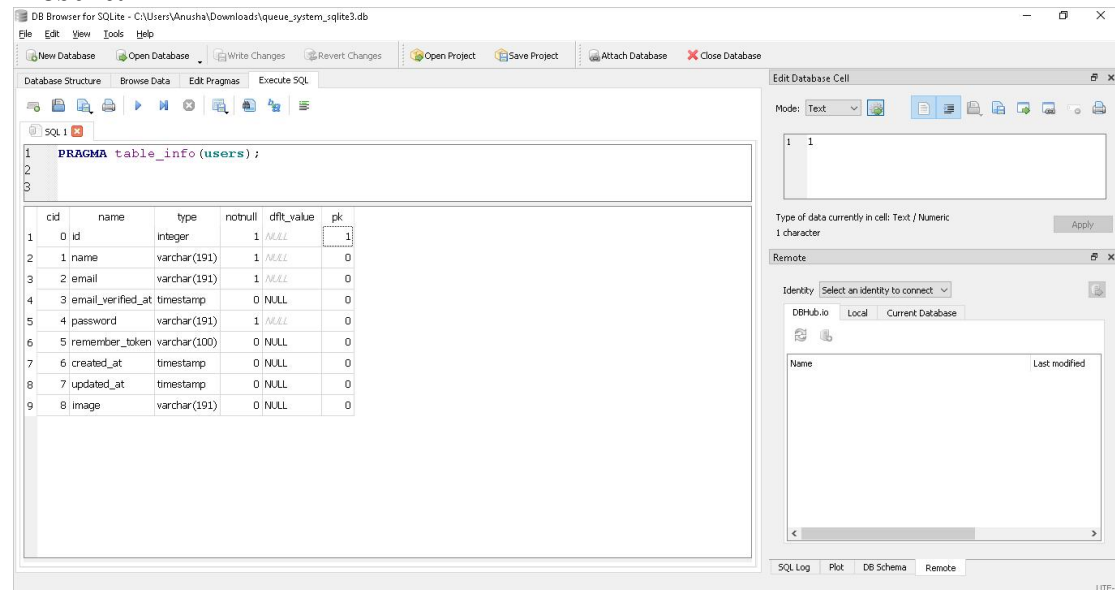 DB Browser for SQLite - C:\Users\Anusha\Downloads\queue_system_sqlite3.db
File Edit View Tools Help
New Database Open Database Write Changes Revert Changes Open Project Save Project Attach Database Close Database
Database Structure Browse Data Edit Pragmas Execute SQL
SQL 1
1 PRAGMA table_info(users);
2
3
cid name type notnull dflt_value pk
1 0 id integer 1 NULL 1
2 1 name varchar(191) 1 NULL 0
3 2 email varchar(191) 1 NULL 0
4 3 email_verified_at timestamp 0 NULL 0
5 4 password varchar(191) 1 NULL 0
6 5 remember_token varchar(100) 0 NULL 0
7 6 created_at timestamp 0 NULL 0
8 7 updated_at timestamp 0 NULL 0
9 8 image varchar(191) 0 NULL 0
Edit Database Cell
Mode: Text
1 1
Type of data currently in cell: Text / Numeric
1 character
Apply
Remote
Identity Select an identity to connect
DBHub.io Local Current Database
Name Last modified
SQL Log Plot DB Schema Remote